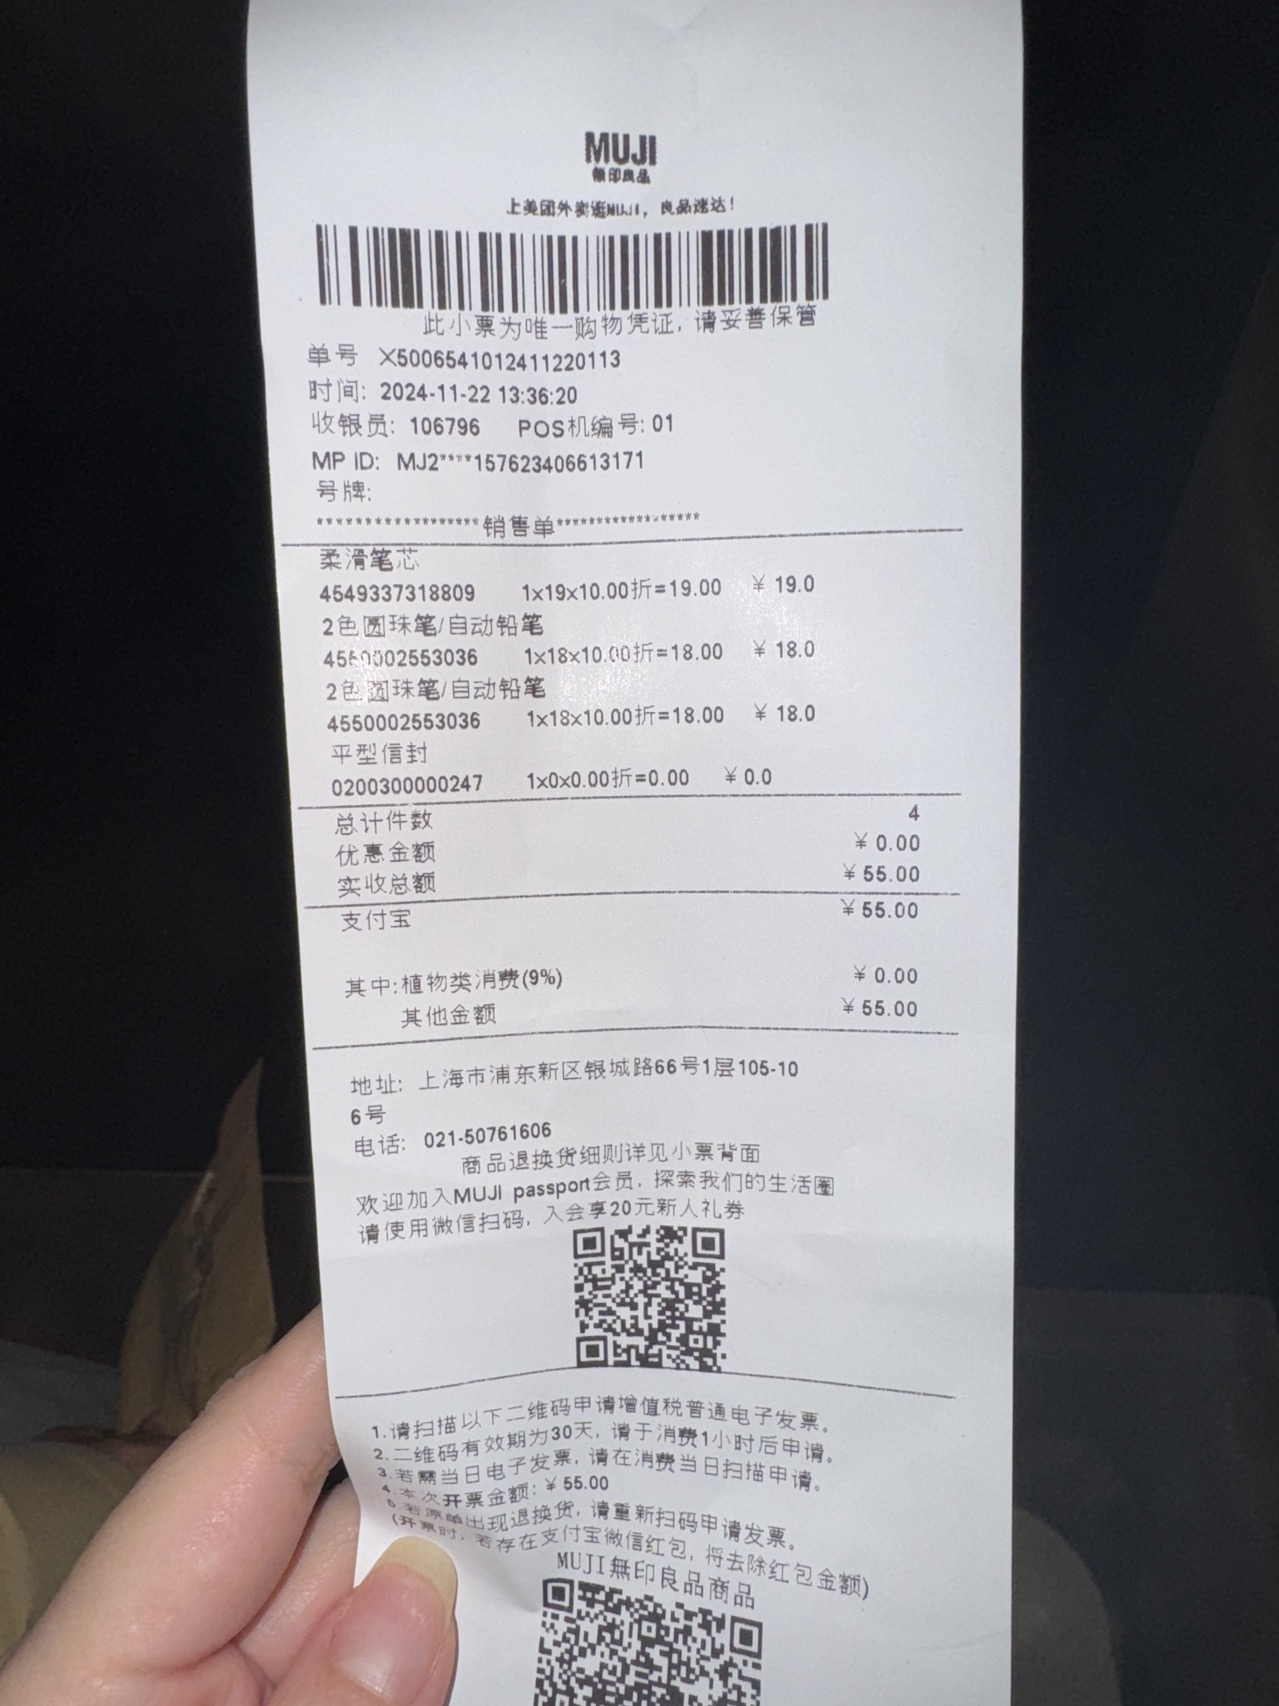 MUJI
無印良品
上美团外卖逛MUJI，良品速达！
此小票为唯一购物凭证，请妥善保管
单号 X5006541012411220113
时间: 2024-11-22 13:36:20
收银员: 106796 POS机编号: 01
MP ID: MJ2****157623406613171
号牌:
******************销售单******************
柔滑笔芯
4549337318809 1x19x10.00折=19.00 ￥19.0
2色圆珠笔/自动铅笔
4550002553036 1x18x10.00折=18.00 ￥18.0
2色圆珠笔/自动铅笔
4550002553036 1x18x10.00折=18.00 ￥18.0
平型信封
0200300000247 1x0x0.00折=0.00 ￥0.0
总计件数 4
优惠金额 ￥0.00
实收总额 ￥55.00
支付宝 ￥55.00
其中:植物类消费(9%) ￥0.00
其他金额 ￥55.00
地址: 上海市浦东新区银城路66号1层105-10
6号
电话: 021-50761606
商品退换货细则详见小票背面
欢迎加入MUJI passport会员，探索我们的生活圈
请使用微信扫码，入会享20元新人礼券
1.请扫描以下二维码申请增值税普通电子发票。
2.二维码有效期为30天，请于消费1小时后申请。
3.若需当日电子发票，请在消费当日扫描申请。
4.本次开票金额:￥55.00
5.若原单出现退换货，请重新扫码申请发票。
(开票时，若存在支付宝微信红包，将去除红包金额)
MUJI無印良品商品